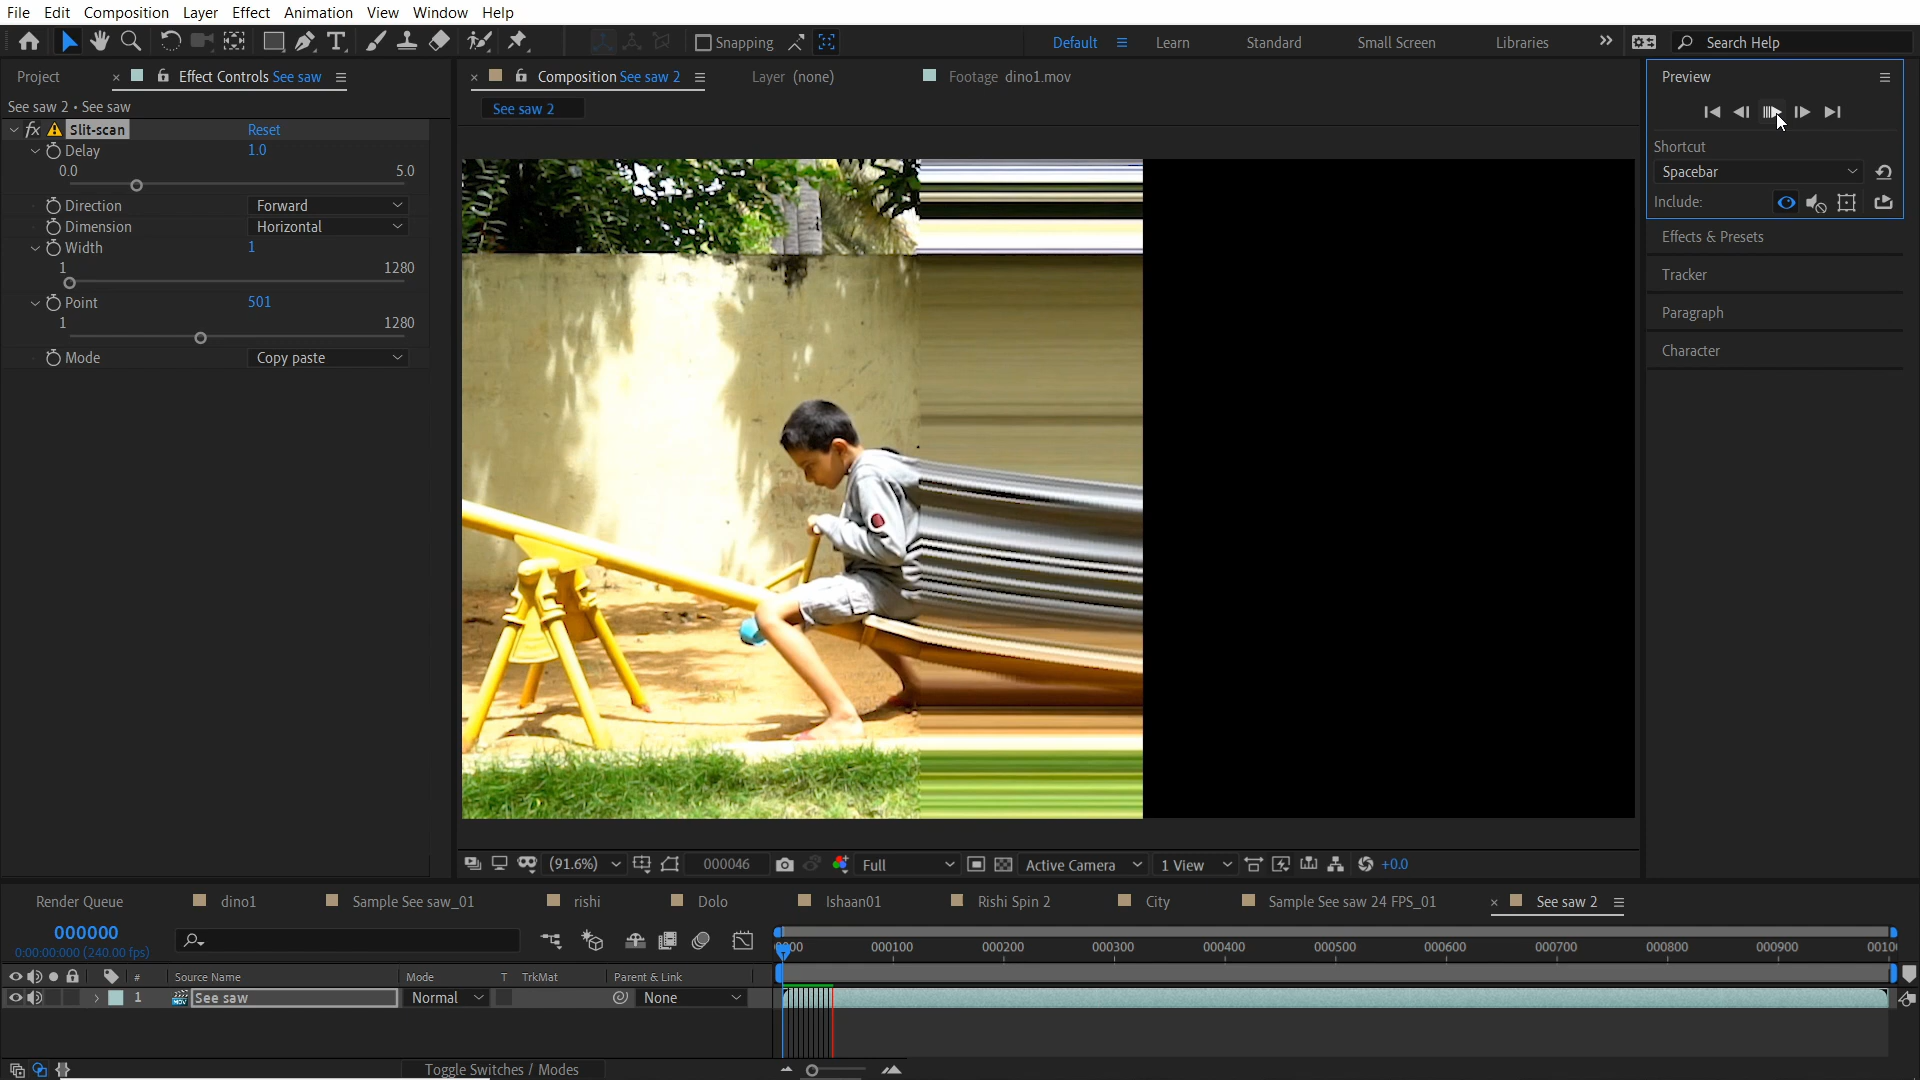 File Edit Composition Layer Effect Animation View Window Help
Snapping Default Learn Standard Small Screen Libraries Search Help
Project Effect Controls See saw Composition See saw 2 Layer (none) Footage dino1.mov Preview
See saw 2 • See saw
See saw 2
fx Slit-scan Reset
Delay 1.0
0.0 5.0
Direction Forward
Dimension Horizontal
Width 1
1 1280
Point 501
1 1280
Mode Copy paste
Shortcut
Spacebar
Include:
Effects & Presets
Tracker
Paragraph
Character
(91.6%) 000046 Full Active Camera 1 View +0.0
Render Queue dino1 Sample See saw_01 rishi Dolo Ishaan01 Rishi Spin 2 City Sample See saw 24 FPS_01 See saw 2
000000
0:00:00:000 (240.00 fps)
000100 000200 000300 000400 000500 000600 000700 000800 000900
# Source Name Mode T TrkMat Parent & Link
1 See saw Normal None
Toggle Switches / Modes